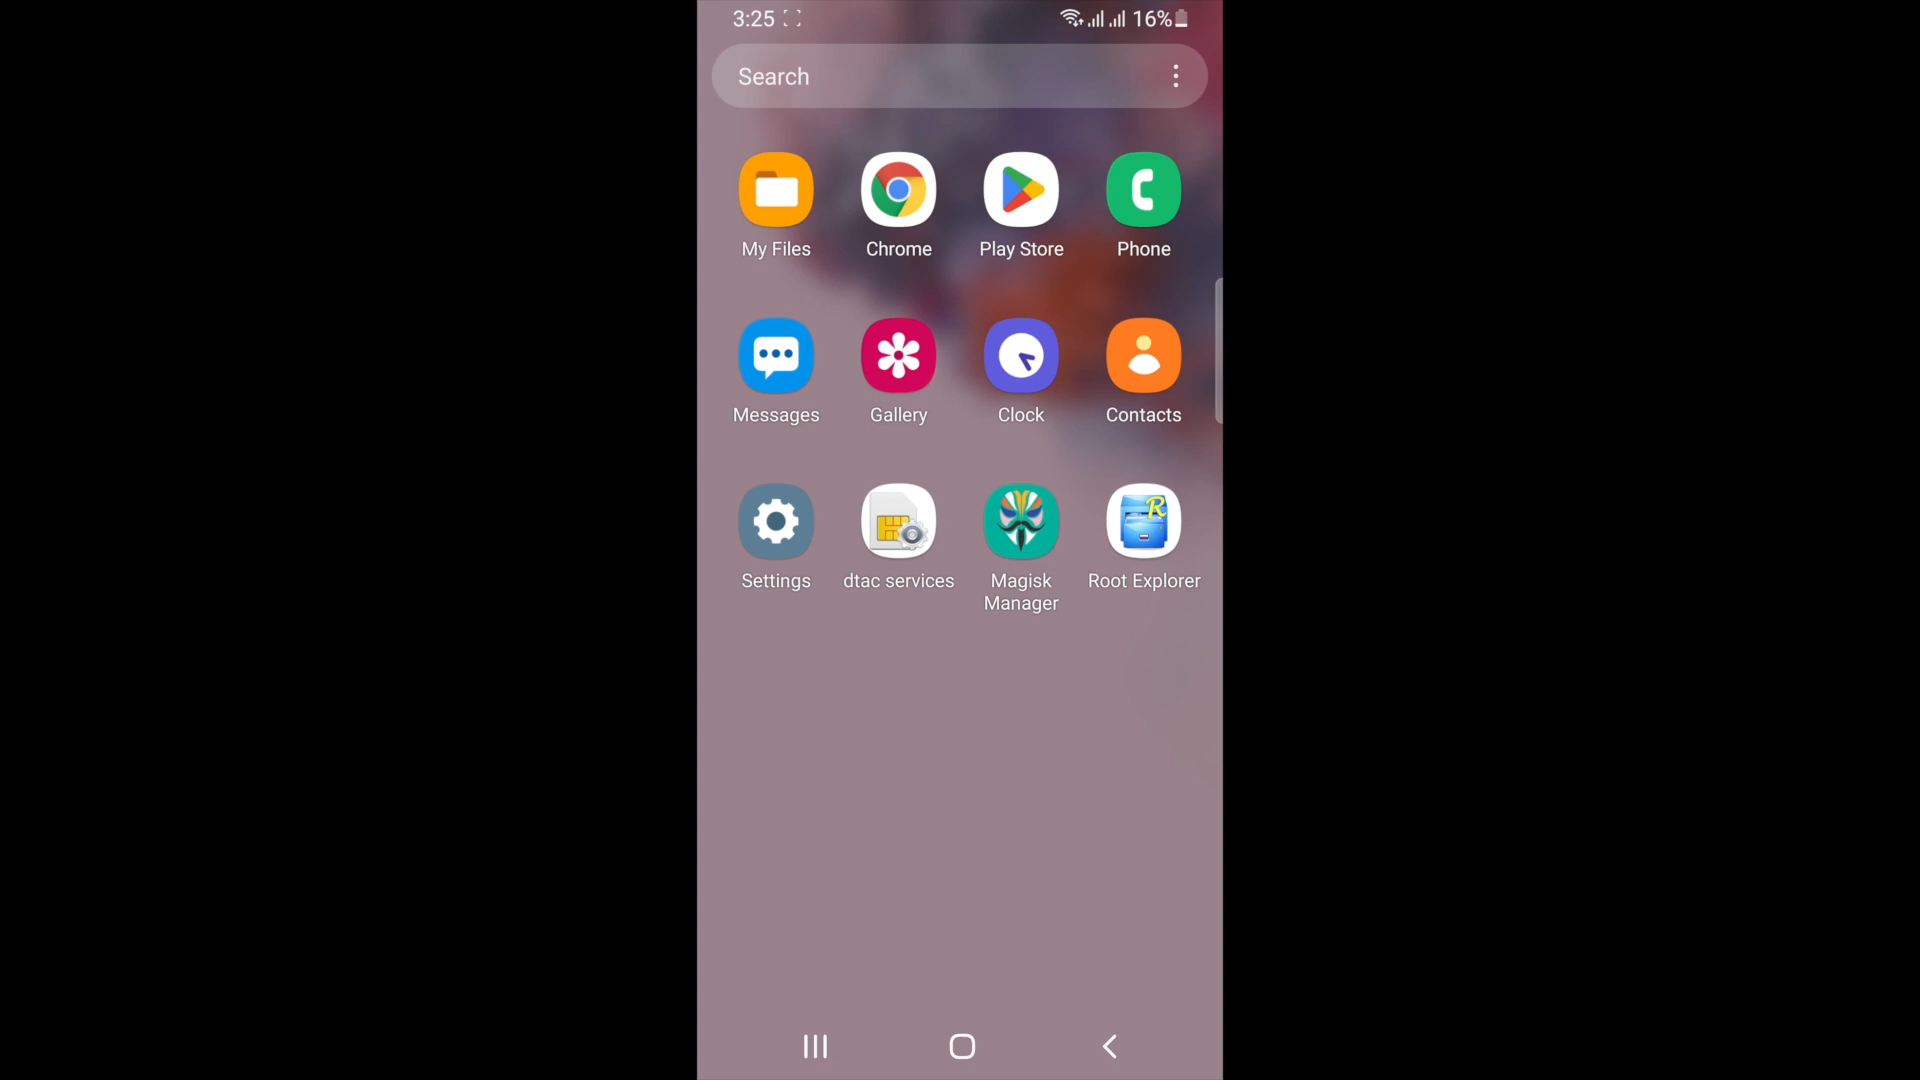 3:25 16%
Search
My Files Chrome Play Store Phone
Messages Gallery Clock Contacts
R
Settings dtac services Magisk Root Explorer
Manager